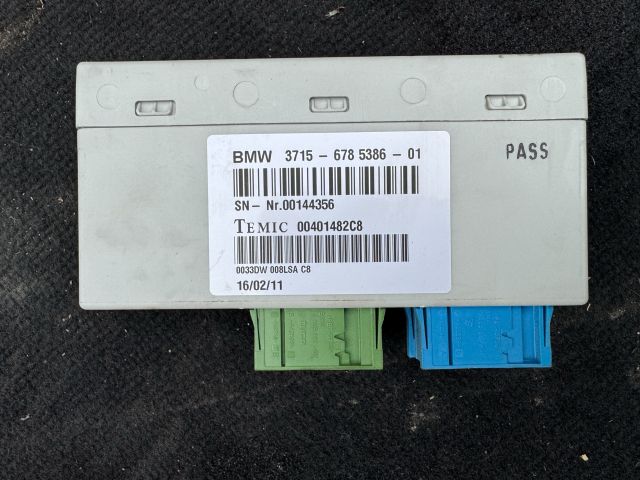 BMW 3715 - 678 5386 - 01
PASS
SN- Nr.00144356
TEMIC 00401482C8
0033DW 008LSA C8
16/02/11